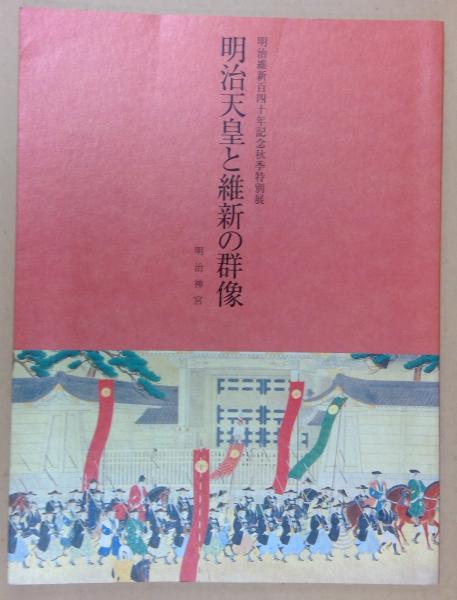 明治維新百四十年記念秋季特別展
明治天皇と維新の群像
明治神宮